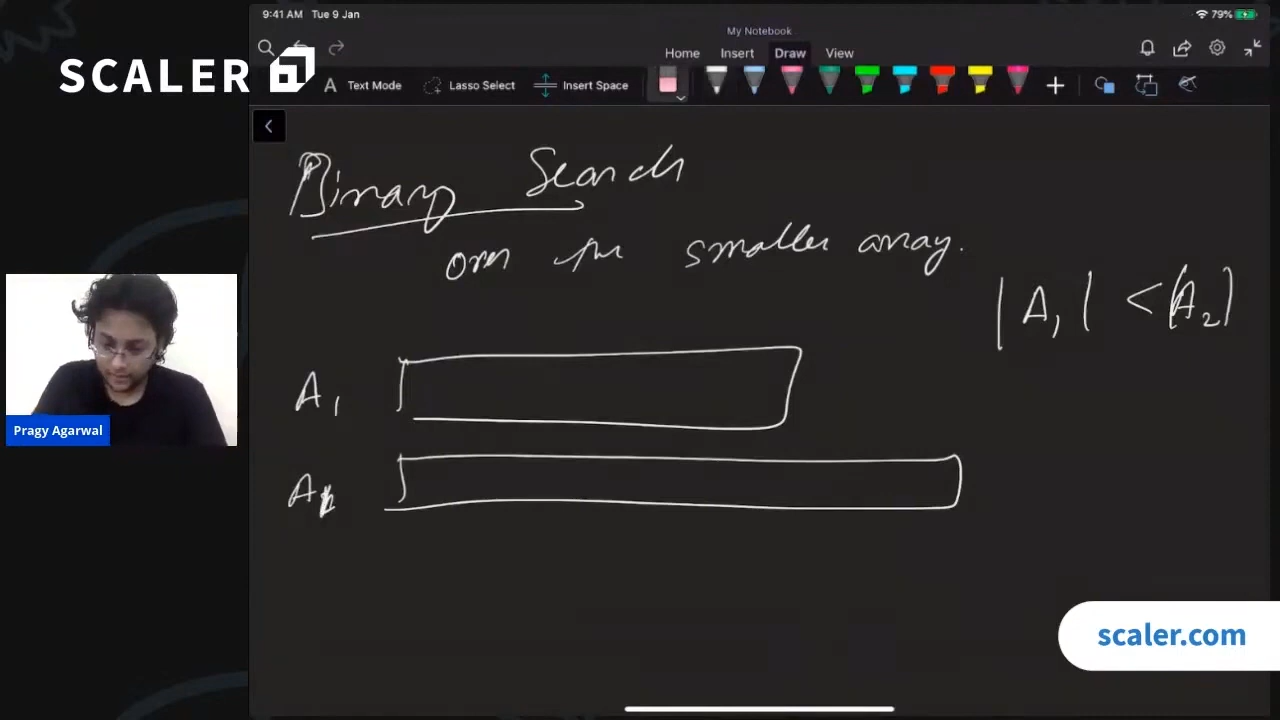 9:41 AM Tue 9 Jan
79%
My Notebook
Home Insert Draw View
SCALER
A Text Mode Lasso Select Insert Space
Binary Search
over the smaller array.
|A₁| < |A₂|
A₁
A₂
Pragy Agarwal
scaler.com